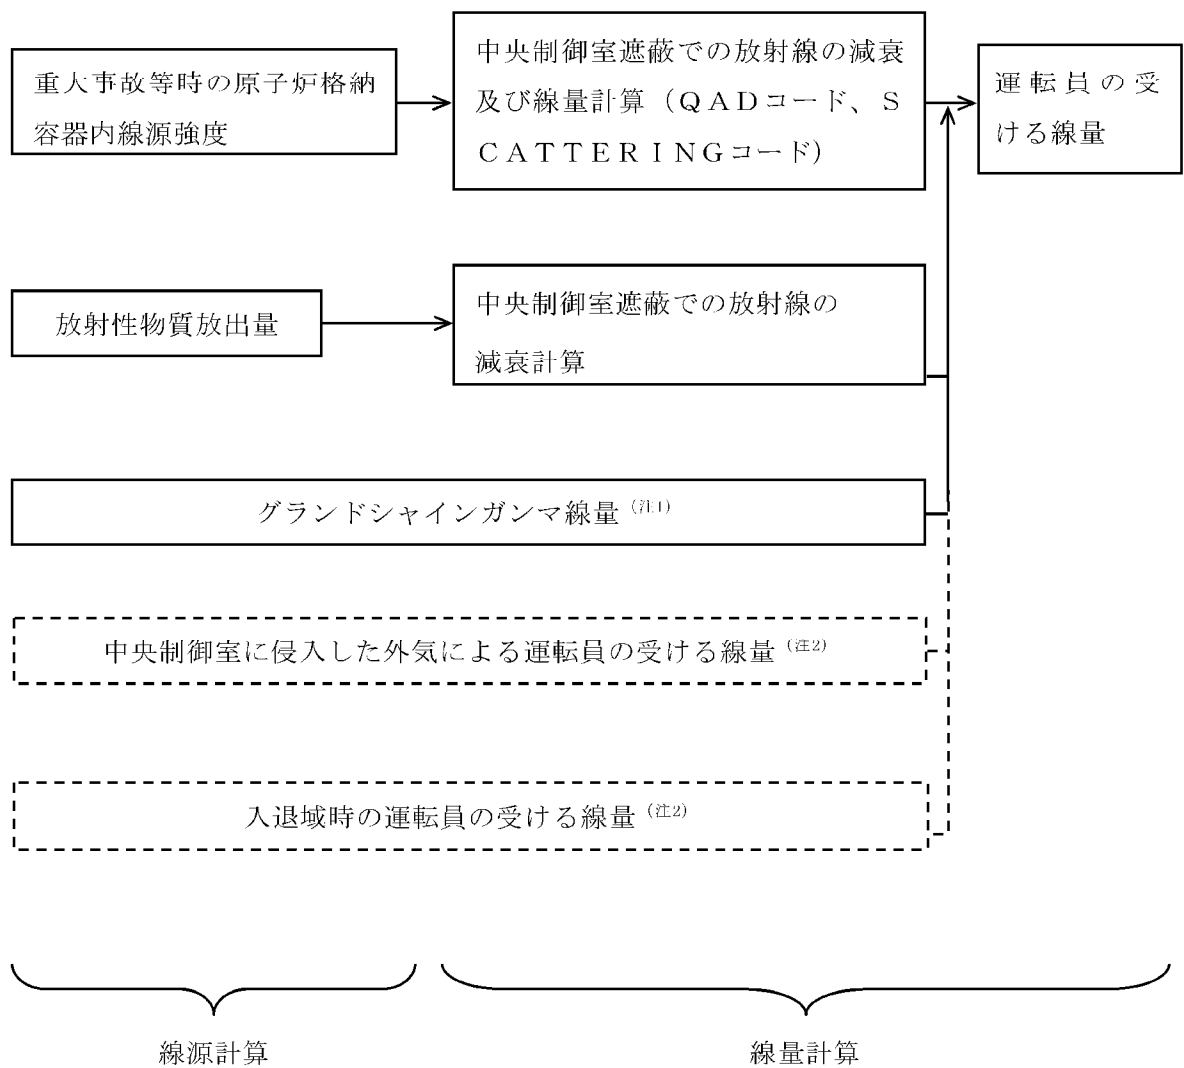 重大事故等時の原子炉格納
容器内線源強度
中央制御室遮蔽での放射線の減衰
及び線量計算（ＱＡＤコード、Ｓ
ＣＡＴＴＥＲＩＮＧコード）
運転員の受
ける線量
放射性物質放出量
中央制御室遮蔽での放射線の
減衰計算
グランドシャインガンマ線量（注1）
中央制御室に侵入した外気による運転員の受ける線量（注2）
入退域時の運転員の受ける線量（注2）
線源計算
線量計算